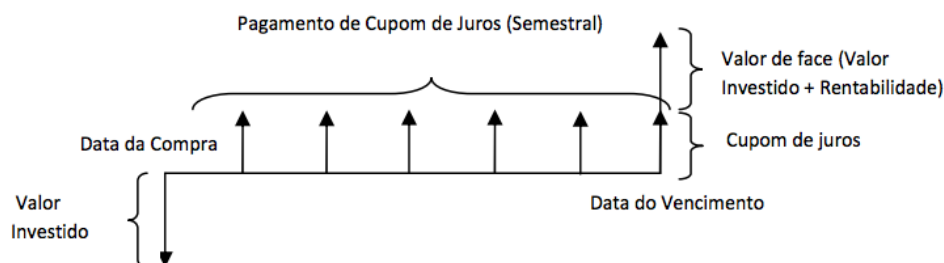 Pagamento de Cupom de Juros (Semestral)
Valor de face (Valor
Investido + Rentabilidade)
Data da Compra
Cupom de juros
Valor
Investido
Data do Vencimento